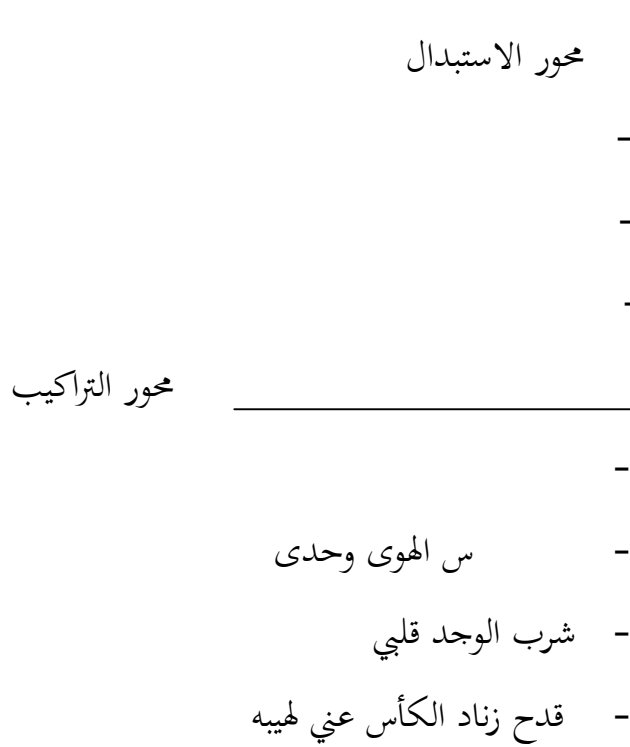 محور الاستبدال
-
-
-
محور التراكيب
-
- س الهوى وحدى
- شرب الوجد قلبي
- قدح زناد الكأس عني لهيبه